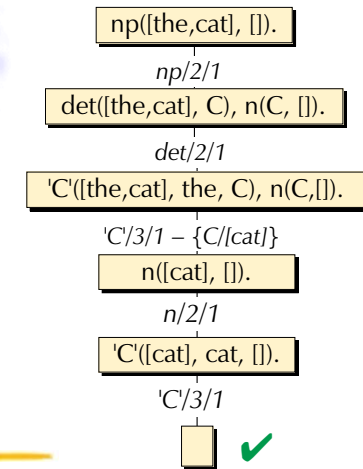 np([the,cat], []).
np/2/1
det([the,cat], C), n(C, []).
det/2/1
'C'([the,cat], the, C), n(C,[]).
'C'/3/1 – {C/[cat]}
n([cat], []).
n/2/1
'C'([cat], cat, []).
'C'/3/1